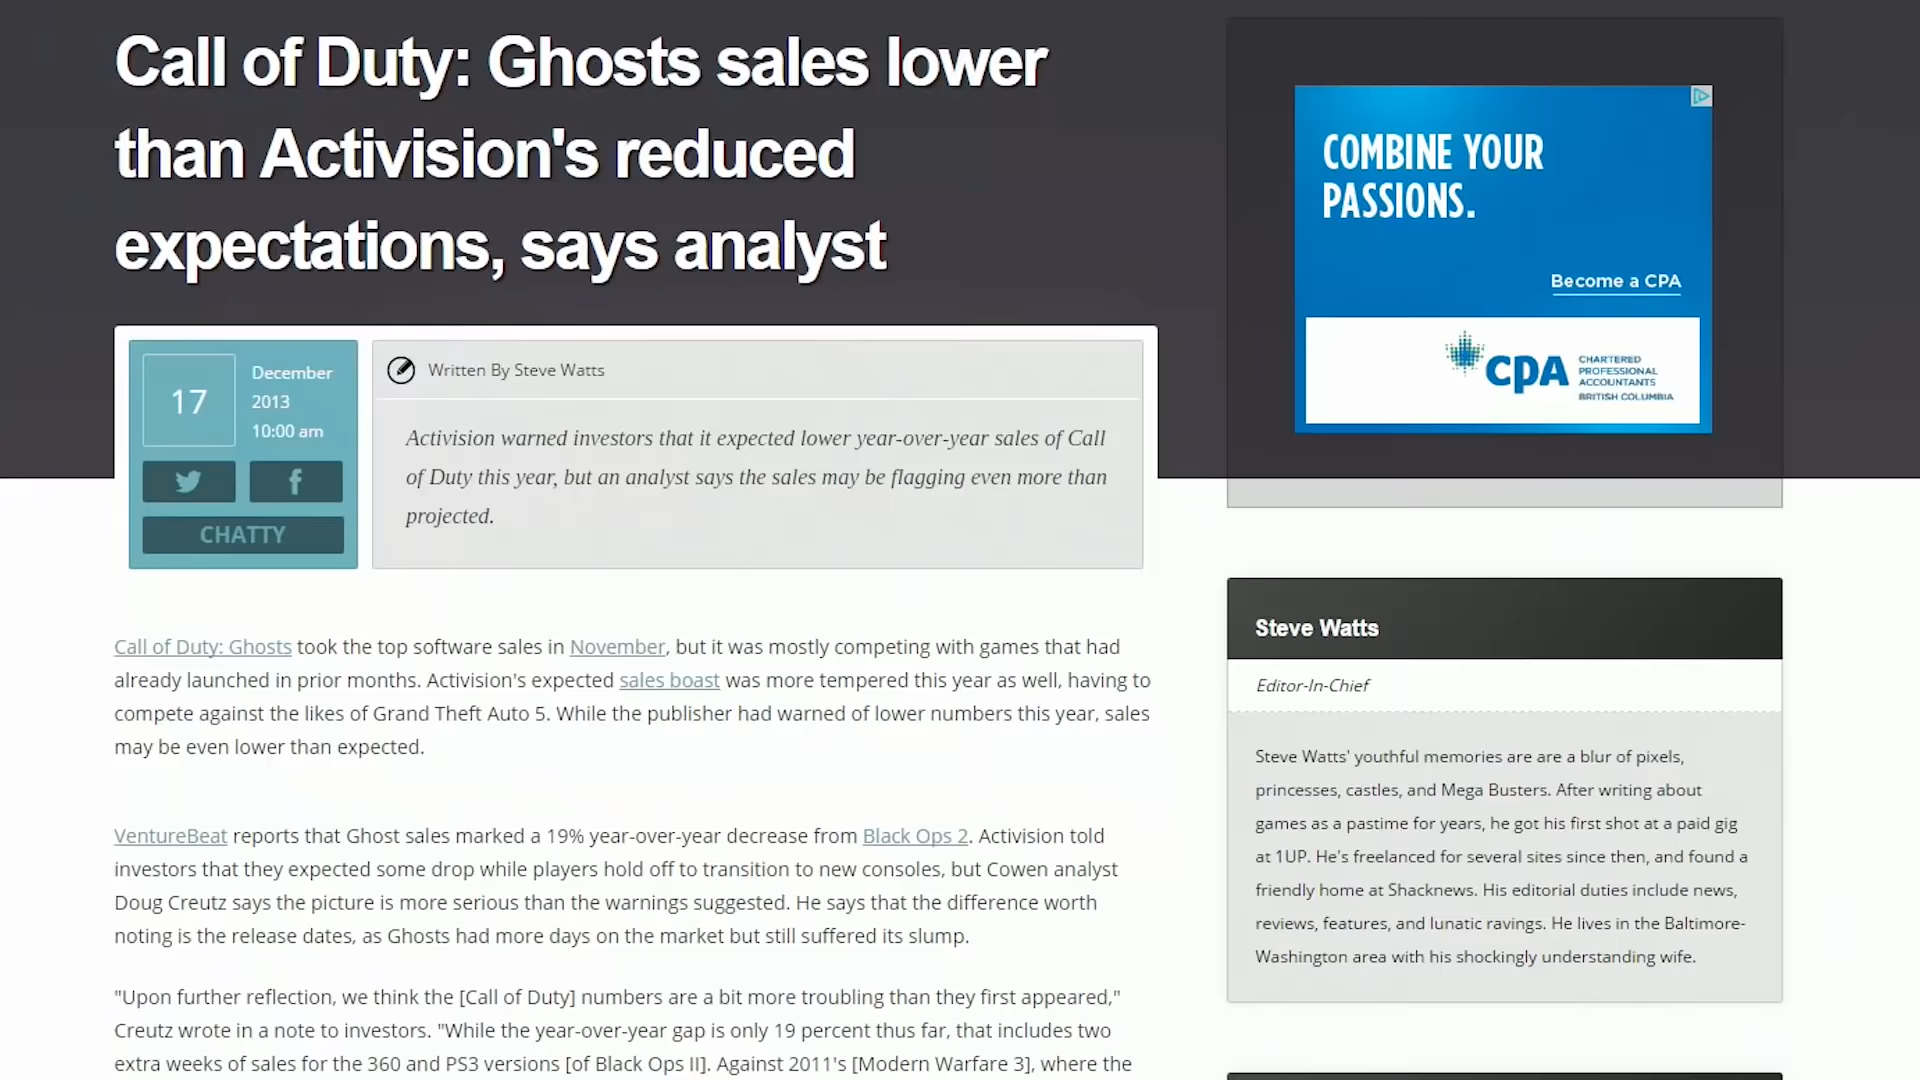 Call of Duty: Ghosts sales lower
than Activision's reduced
expectations, says analyst
17
December
2013
10:00 am
CHATTY
Written By Steve Watts
Activision warned investors that it expected lower year-over-year sales of Call
of Duty this year, but an analyst says the sales may be flagging even more than
projected.
Call of Duty: Ghosts took the top software sales in November, but it was mostly competing with games that had
already launched in prior months. Activision's expected sales boast was more tempered this year as well, having to
compete against the likes of Grand Theft Auto 5. While the publisher had warned of lower numbers this year, sales
may be even lower than expected.
VentureBeat reports that Ghost sales marked a 19% year-over-year decrease from Black Ops 2. Activision told
investors that they expected some drop while players hold off to transition to new consoles, but Cowen analyst
Doug Creutz says the picture is more serious than the warnings suggested. He says that the difference worth
noting is the release dates, as Ghosts had more days on the market but still suffered its slump.
"Upon further reflection, we think the [Call of Duty] numbers are a bit more troubling than they first appeared,"
Creutz wrote in a note to investors. "While the year-over-year gap is only 19 percent thus far, that includes two
extra weeks of sales for the 360 and PS3 versions [of Black Ops II]. Against 2011's [Modern Warfare 3], where the
COMBINE YOUR
PASSIONS.
Become a CPA
CPA
CHARTERED
PROFESSIONAL
ACCOUNTANTS
BRITISH COLUMBIA
Steve Watts
Editor-In-Chief
Steve Watts' youthful memories are are a blur of pixels,
princesses, castles, and Mega Busters. After writing about
games as a pastime for years, he got his first shot at a paid gig
at 1UP. He's freelanced for several sites since then, and found a
friendly home at Shacknews. His editorial duties include news,
reviews, features, and lunatic ravings. He lives in the Baltimore-
Washington area with his shockingly understanding wife.